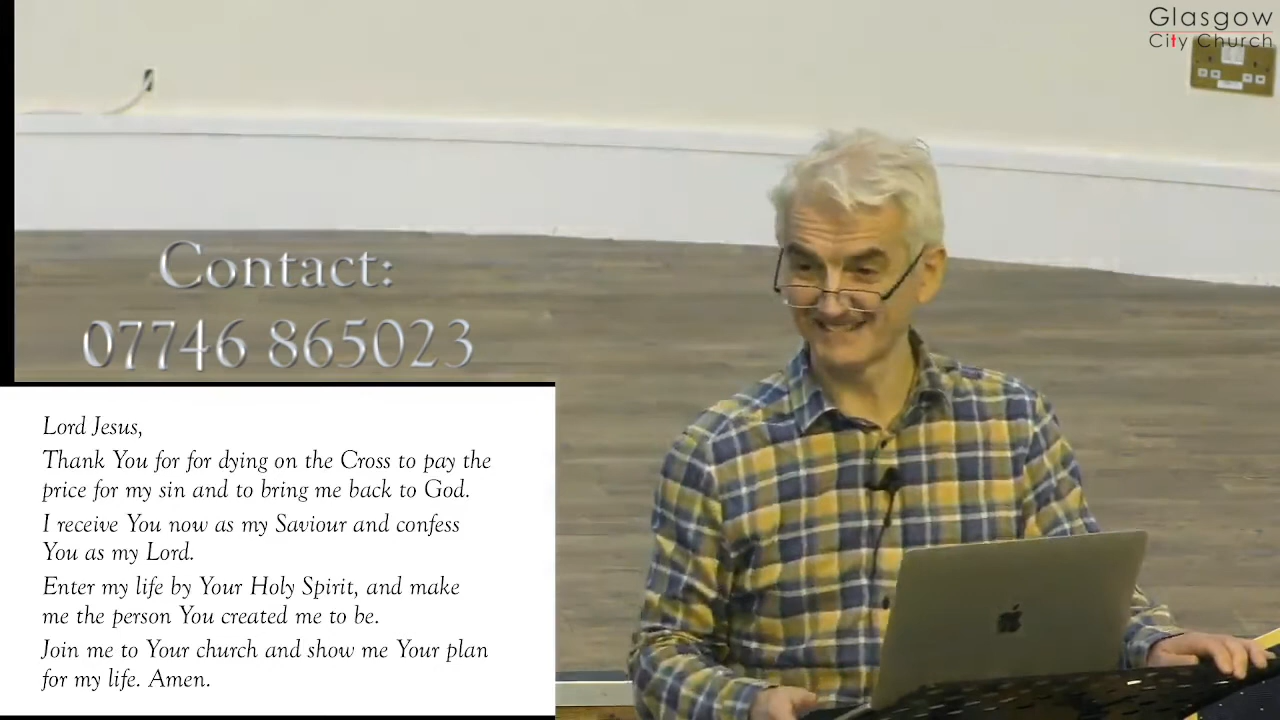 Glasgow
City Church
Contact:
07746 865023
Lord Jesus,
Thank You for for dying on the Cross to pay the
price for my sin and to bring me back to God.
I receive You now as my Saviour and confess
You as my Lord.
Enter my life by Your Holy Spirit, and make
me the person You created me to be.
Join me to Your church and show me Your plan
for my life. Amen.